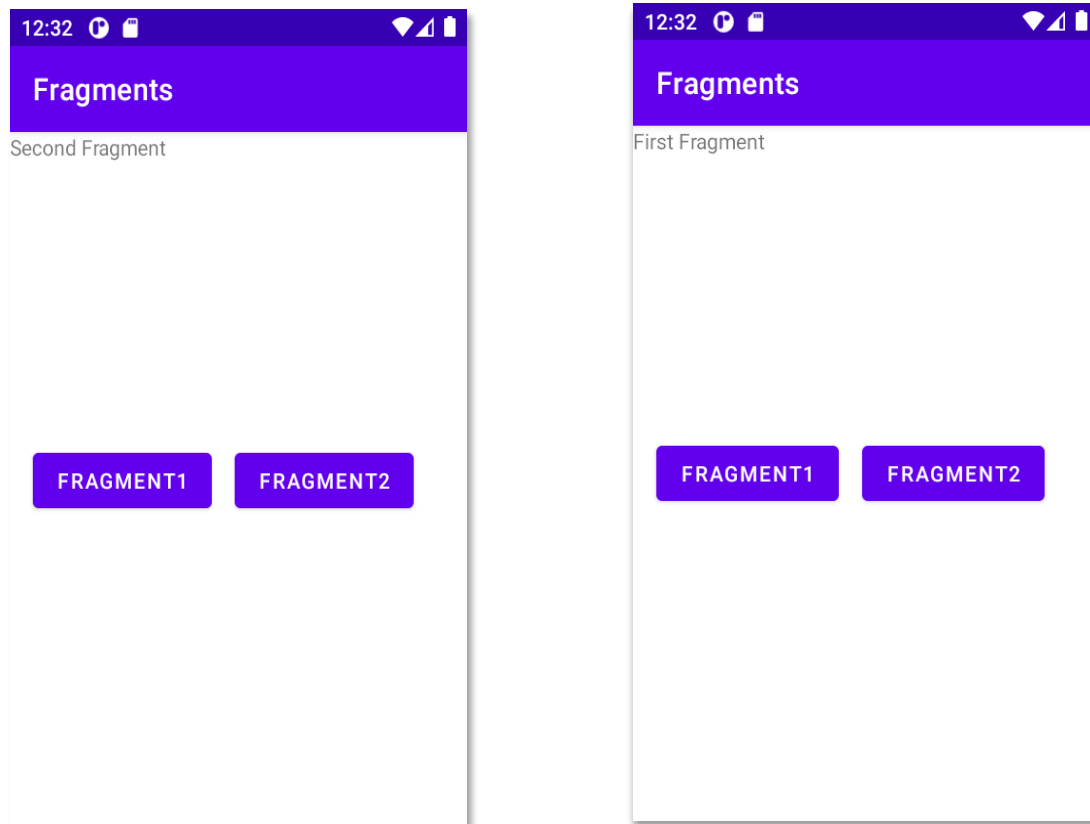 12:32
Fragments
Second Fragment
FRAGMENT1 FRAGMENT2
12:32
Fragments
First Fragment
FRAGMENT1 FRAGMENT2